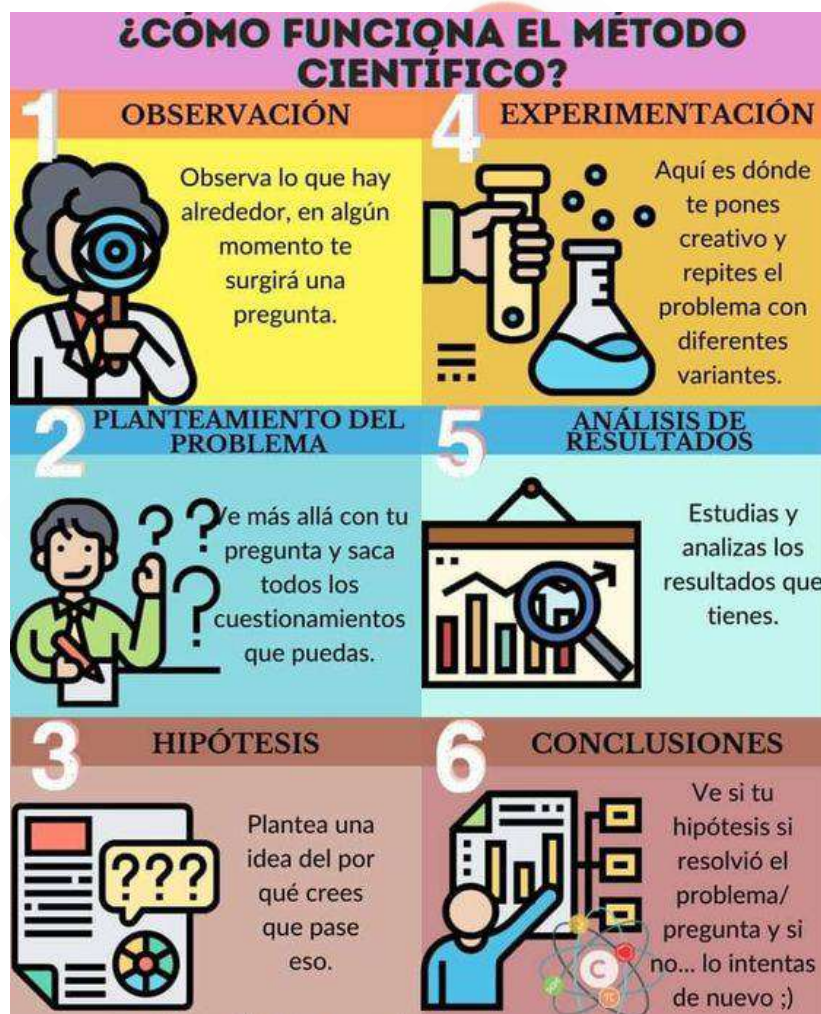 ¿CÓMO FUNCIONA EL MÉTODO
CIENTÍFICO?
1
OBSERVACIÓN
Observa lo que hay
alrededor, en algún
momento te
surgirá una
pregunta.
2
PLANTEAMIENTO DEL
PROBLEMA
? ?
?
Ve más allá con tu
pregunta y saca
todos los
cuestionamientos
que puedas.
3
HIPÓTESIS
???
Plantea una
idea del por
qué crees
que pase
eso.
4
EXPERIMENTACIÓN
Aquí es dónde
te pones
creativo y
repites el
problema con
diferentes
variantes.
5
ANÁLISIS DE
RESULTADOS
Estudias y
analizas los
resultados que
tienes.
6
CONCLUSIONES
Ve si tu
hipótesis si
resolvió el
problema/
pregunta y si
no... lo intentas
de nuevo ;)
C
π